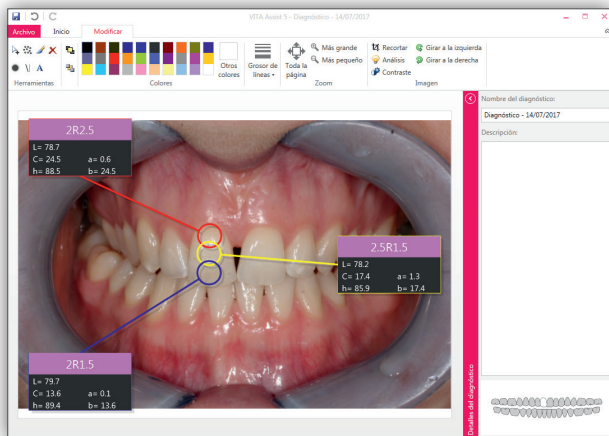 VITA Assist 5 - Diagnóstico - 14/07/2017
Archivo Inicio Modificar
Otros colores
Grosor de líneas
Toda la página
Más grande
Más pequeño
Recortar
Análisis
Contraste
Girar a la izquierda
Girar a la derecha
Herramientas Colores Zoom Imagen
2R2.5
L= 78.7
C= 24.5 a= 0.6
h= 88.5 b= 24.5
2.5R1.5
L= 78.2
C= 17.4 a= 1.3
h= 85.9 b= 17.4
2R1.5
L= 79.7
C= 13.6 a= 0.1
h= 89.4 b= 13.6
Detalles del diagnóstico
Nombre del diagnóstico:
Diagnóstico - 14/07/2017
Descripción: